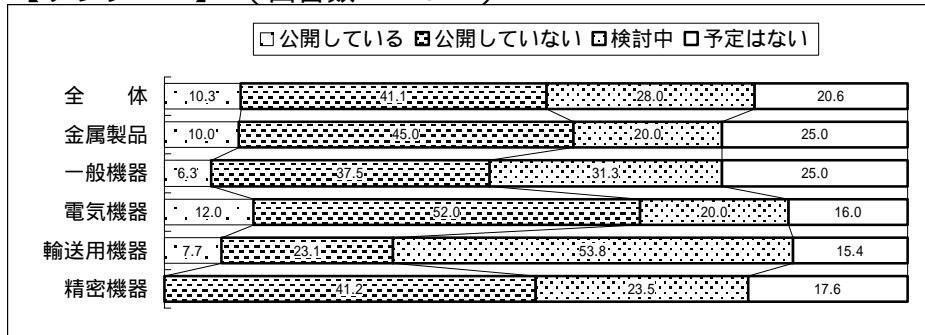 公開している 公開していない 検討中 予定はない
全 体 10.3 41.1 28.0 20.6
金属製品 10.0 45.0 20.0 25.0
一般機器 6.3 37.5 31.3 25.0
電気機器 12.0 52.0 20.0 16.0
輸送用機器 7.7 23.1 53.8 15.4
精密機器 41.2 23.5 17.6